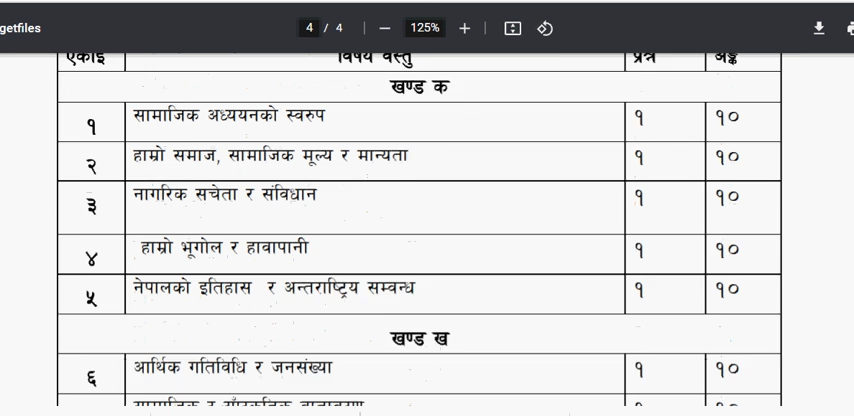 getfiles 4 / 4 125%
एकाइ विषय वस्तु प्रश्न अङ्क
खण्ड क
१ सामाजिक अध्ययनको स्वरुप १ १०
२ हाम्रो समाज, सामाजिक मूल्य र मान्यता १ १०
३ नागरिक सचेता र संविधान १ १०
४ हाम्रो भूगोल र हावापानी १ १०
५ नेपालको इतिहास र अन्तराष्ट्रिय सम्वन्ध १ १०
खण्ड ख
६ आर्थिक गतिविधि र जनसंख्या १ १०